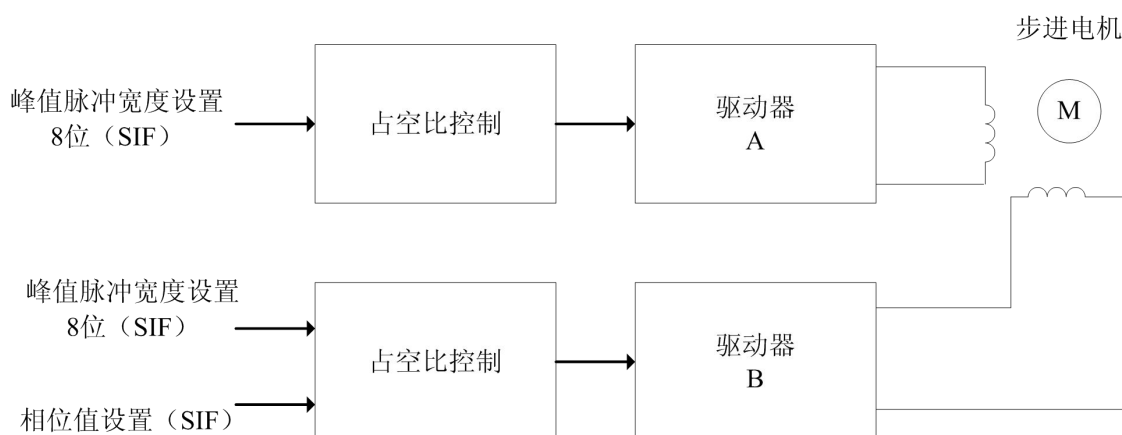 步进电机
峰值脉冲宽度设置
8位（SIF）
占空比控制
驱动器
A
M
峰值脉冲宽度设置
8位（SIF）
相位值设置（SIF）
占空比控制
驱动器
B